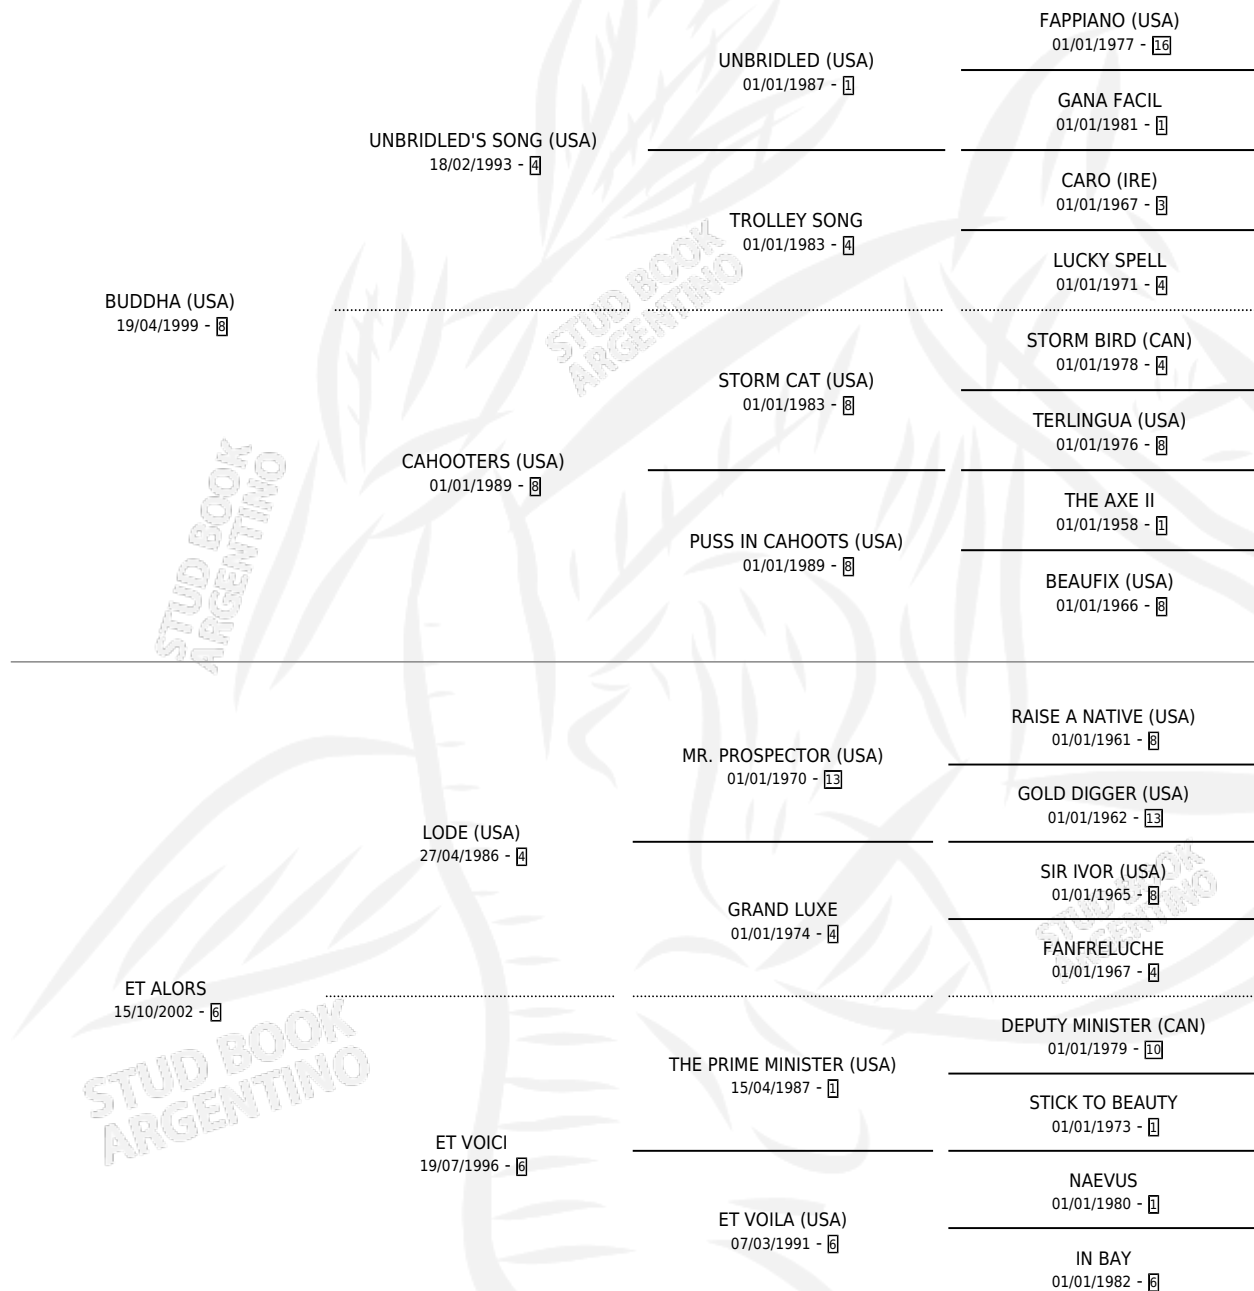 FAPPIANO (USA)
01/01/1977 - 16
UNBRIDLED (USA)
01/01/1987 - 1
GANA FACIL
01/01/1981 - 1
UNBRIDLED'S SONG (USA)
18/02/1993 - 4
CARO (IRE)
01/01/1967 - 3
TROLLEY SONG
01/01/1983 - 4
LUCKY SPELL
01/01/1971 - 4
BUDDHA (USA)
19/04/1999 - 8
STORM BIRD (CAN)
01/01/1978 - 4
STORM CAT (USA)
01/01/1983 - 8
TERLINGUA (USA)
01/01/1976 - 8
CAHOOTERS (USA)
01/01/1989 - 8
THE AXE II
01/01/1958 - 1
PUSS IN CAHOOTS (USA)
01/01/1989 - 8
BEAUFIX (USA)
01/01/1966 - 8
RAISE A NATIVE (USA)
01/01/1961 - 8
MR. PROSPECTOR (USA)
01/01/1970 - 13
GOLD DIGGER (USA)
01/01/1962 - 13
LODE (USA)
27/04/1986 - 4
SIR IVOR (USA)
01/01/1965 - 8
GRAND LUXE
01/01/1974 - 4
FANFRELUCHE
01/01/1967 - 4
ET ALORS
15/10/2002 - 6
DEPUTY MINISTER (CAN)
01/01/1979 - 10
THE PRIME MINISTER (USA)
15/04/1987 - 1
STICK TO BEAUTY
01/01/1973 - 1
ET VOICI
19/07/1996 - 6
NAEVUS
01/01/1980 - 1
ET VOILA (USA)
07/03/1991 - 6
IN BAY
01/01/1982 - 6
STUD BOOK
ARGENTINO
STUD BOOK
ARGENTINO
STUD BOOK
ARGENTINO
STUD BOOK
ARGENTINO